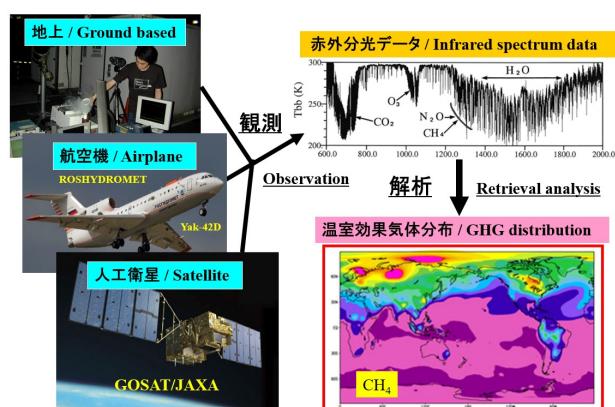 地上 / Ground based
航空機 / Airplane
ROSHYDROMET
Yak-42D
人工衛星 / Satellite
GOSAT/JAXA
観測
Observation
赤外分光データ / Infrared spectrum data
Tbb (K)
300
250
200
600.0 800.0 1000.0 1200.0 1400.0 1600.0 1800.0 2000.0
CO₂
O₃
N₂O
CH₄
H₂O
解析
Retrieval analysis
温室効果気体分布 / GHG distribution
CH₄